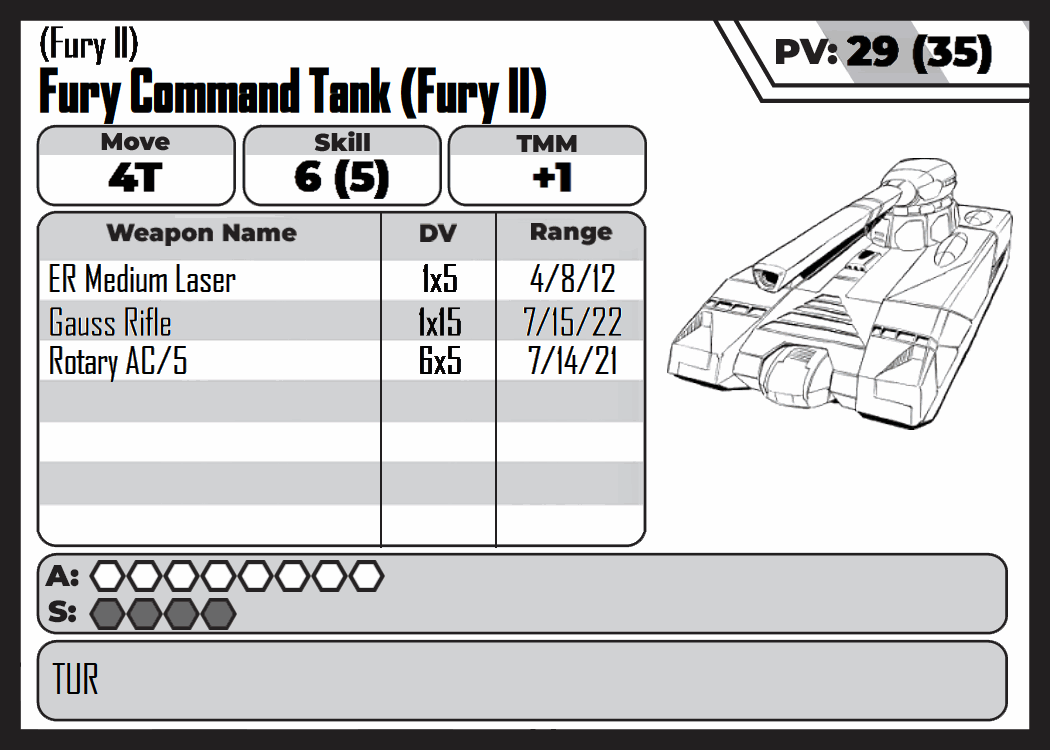 (Fury II)
Fury Command Tank (Fury II)
PV: 29 (35)
Move
4T
Skill
6 (5)
TMM
+1
Weapon Name DV Range
ER Medium Laser 1x5 4/8/12
Gauss Rifle 1x15 7/15/22
Rotary AC/5 6x5 7/14/21
A:
S:
TUR